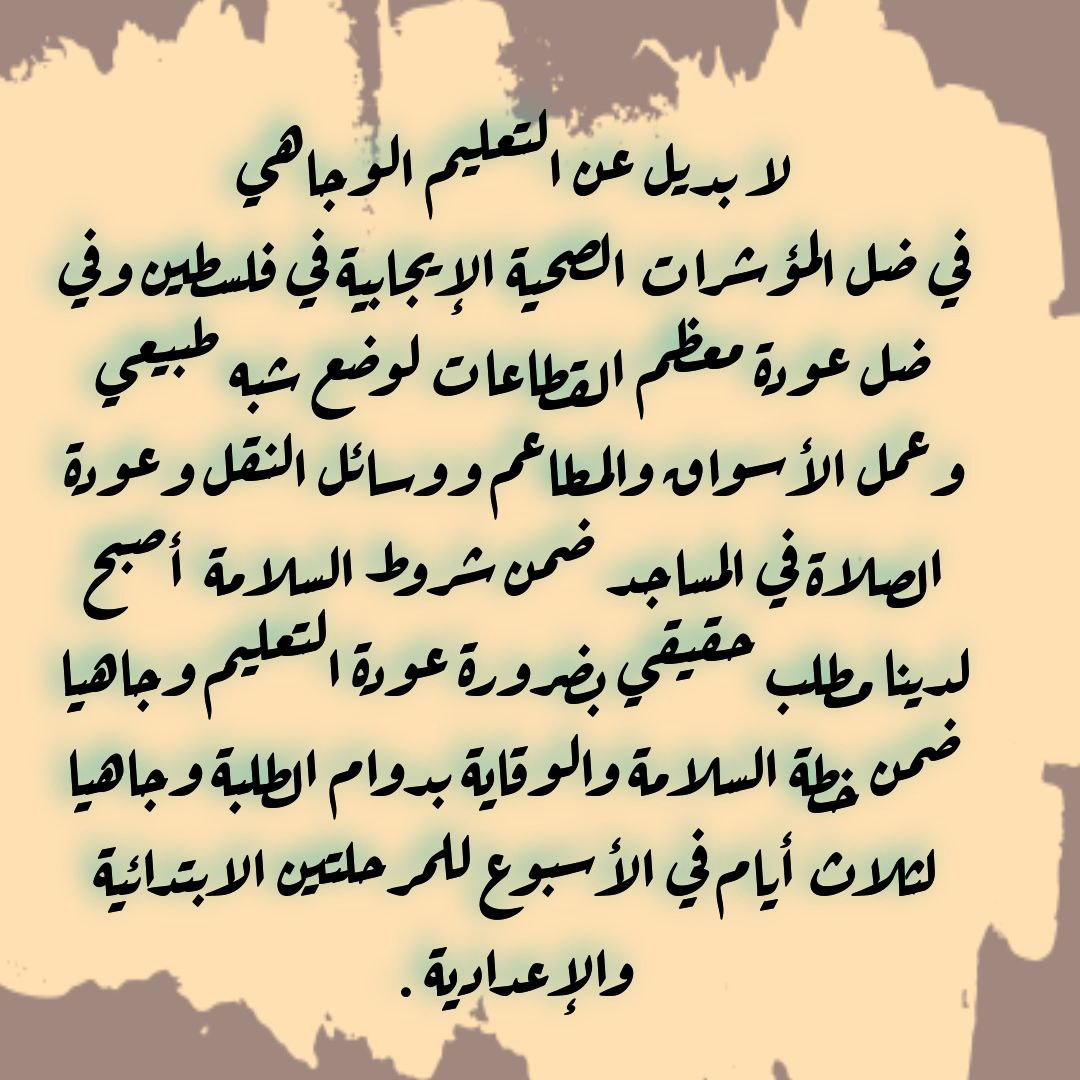 لا بديل عن التعليم الوجاهي
في ضل المؤشرات الصحية الإيجابية في فلسطين وفي
ضل عودة معظم القطاعات لوضع شبه طبيعي
وعمل الأسواق والمطاعم ووسائل النقل وعودة
الصلاة في المساجد ضمن شروط السلامة أصبح
لدينا مطلب حقيقي بضرورة عودة التعليم وجاهيا
ضمن خطة السلامة والوقاية بدوام الطلبة وجاهيا
لثلاث أيام في الأسبوع للمرحلتين الابتدائية
والإعدادية .